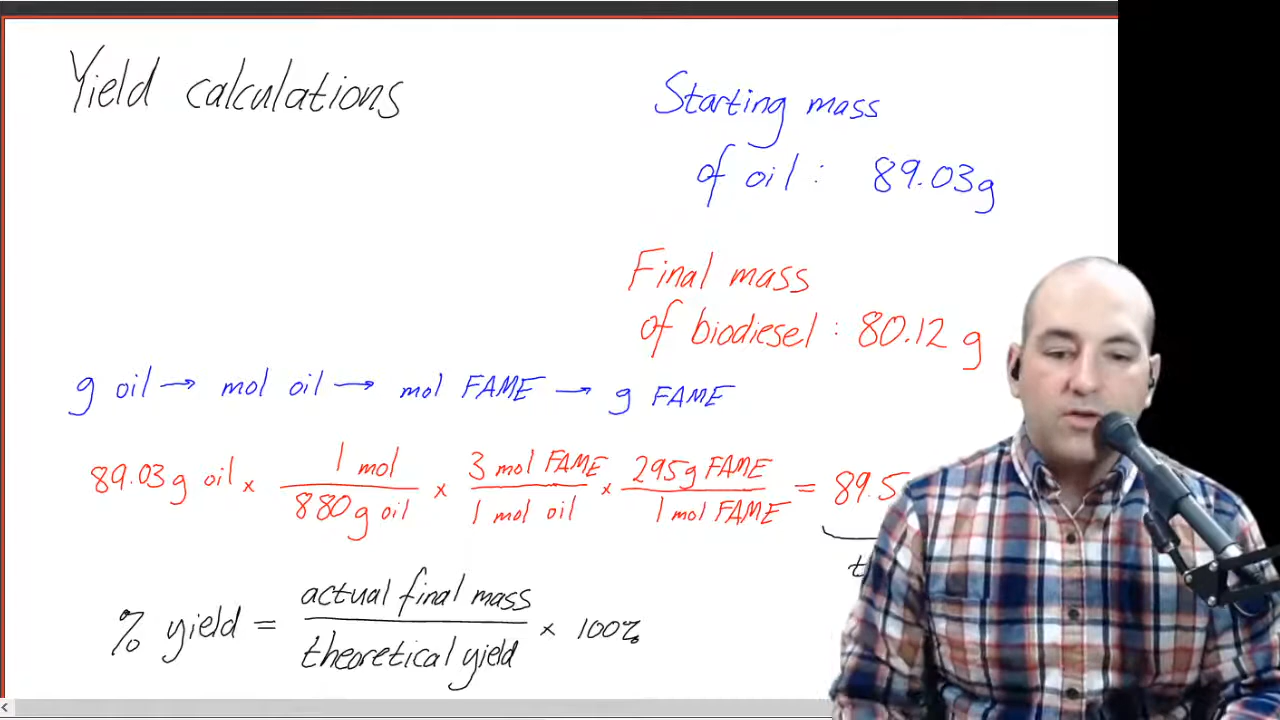 Yield calculations
Starting mass
of oil : 89.03g
Final mass
of biodiesel : 80.12 g
g oil → mol oil → mol FAME → g FAME
89.03 g oil × 1 mol / 880 g oil × 3 mol FAME / 1 mol oil × 295g FAME / 1 mol FAME = 89.5
% yield = actual final mass / theoretical yield × 100%